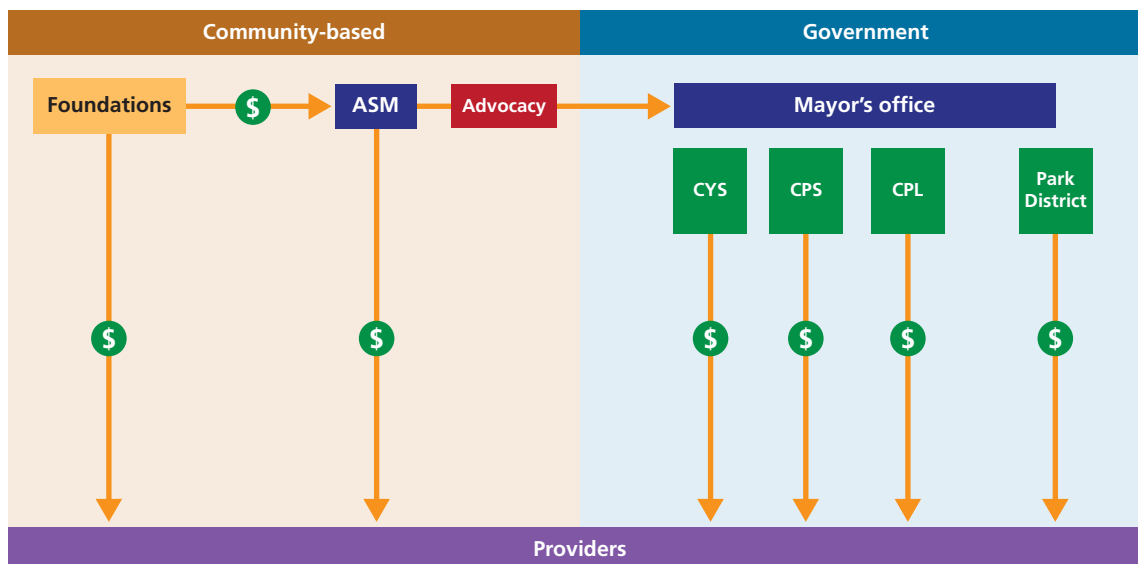 Community-based
Government
Foundations
$
ASM
Advocacy
Mayor’s office
CYS
CPS
CPL
Park
District
$
$
$
$
$
$
Providers